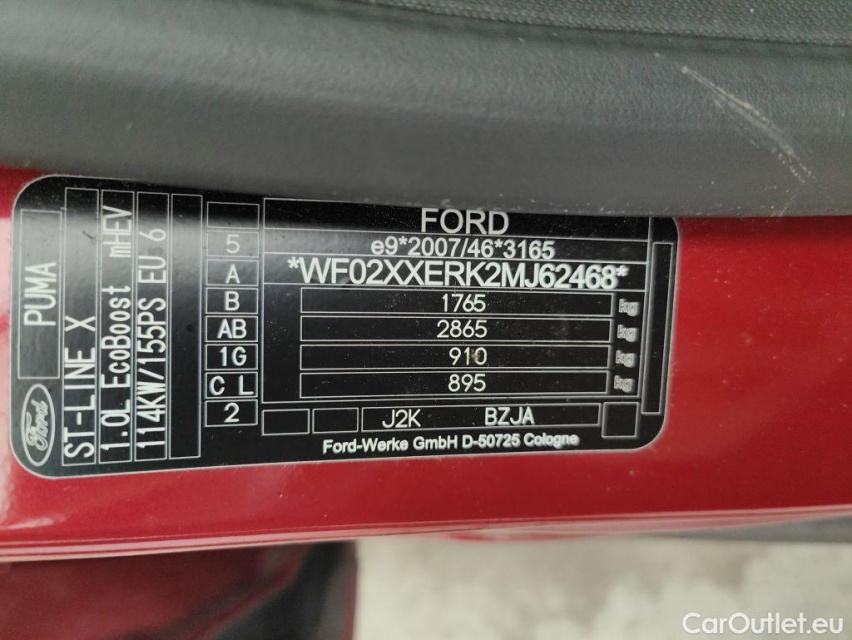 PUMA
ST-LINE X
1.0L EcoBoost mHEV
114KW/155PS EU 6
Ford
5
A
B
AB
1G
C L
2
FORD
e9*2007/46*3165
*WF02XXERK2MJ62468*
1765 kg
2865 kg
910 kg
895 kg
J2K BZJA
Ford-Werke GmbH D-50725 Cologne
CarOutlet.eu